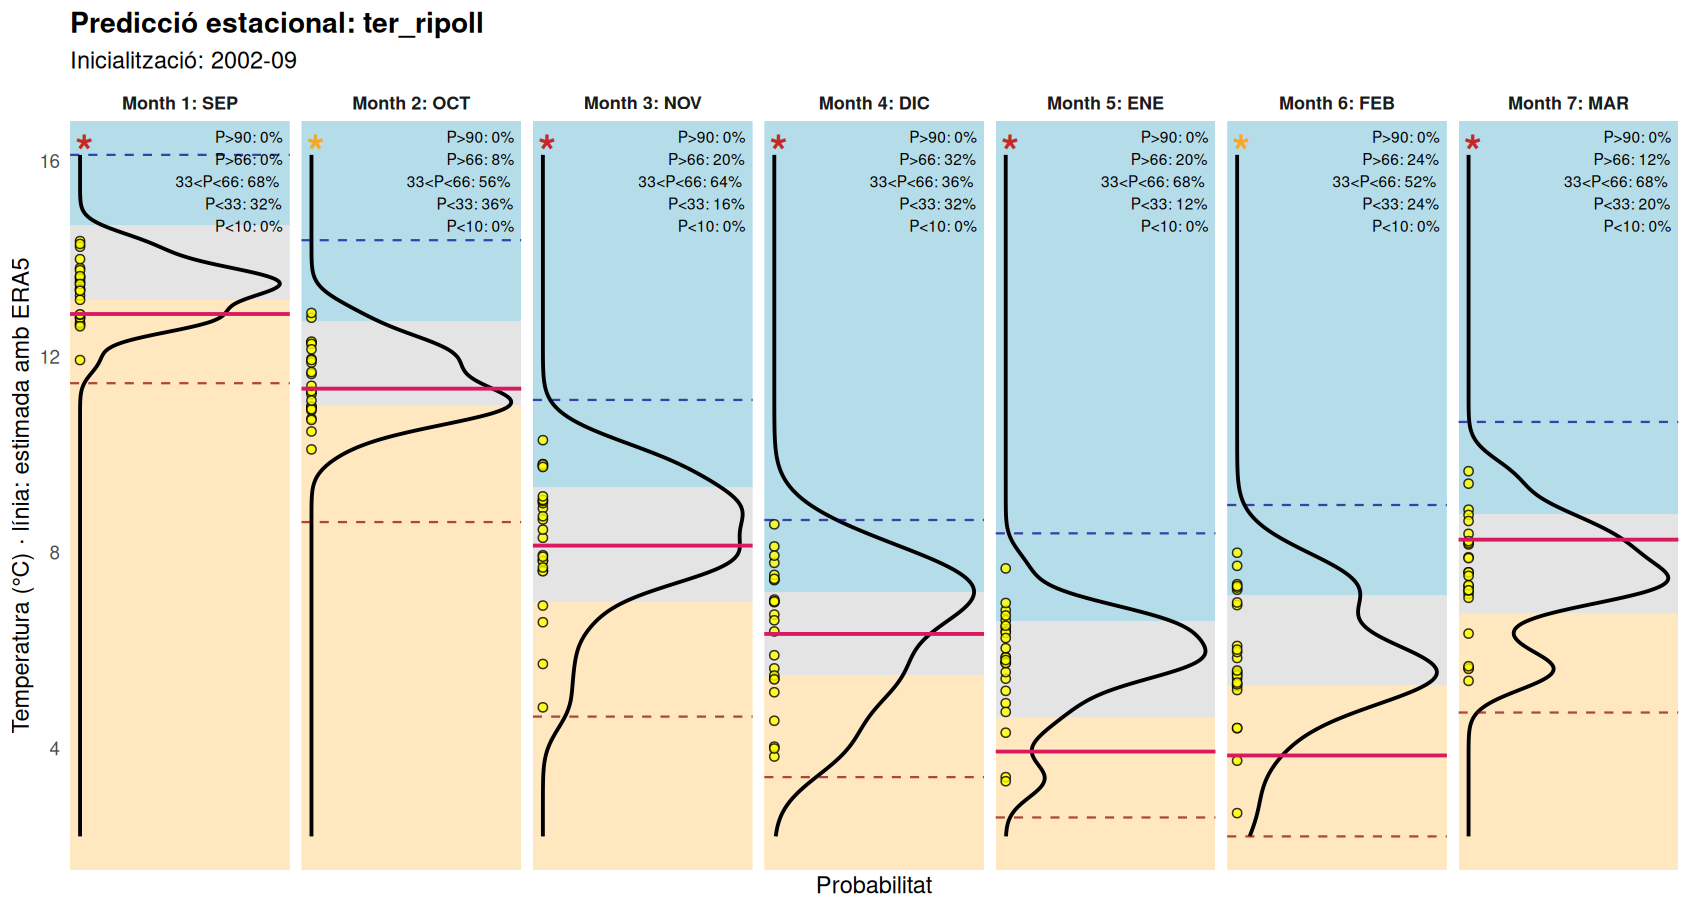 Predicció estacional: ter_ripoll
Inicialització: 2002-09
Month 1: SEP
Month 2: OCT
Month 3: NOV
Month 4: DIC
Month 5: ENE
Month 6: FEB
Month 7: MAR
P>90: 0%
P>66: 0%
33<P<66: 68%
P<33: 32%
P<10: 0%
P>90: 0%
P>66: 8%
33<P<66: 56%
P<33: 36%
P<10: 0%
P>90: 0%
P>66: 20%
33<P<66: 64%
P<33: 16%
P<10: 0%
P>90: 0%
P>66: 32%
33<P<66: 36%
P<33: 32%
P<10: 0%
P>90: 0%
P>66: 20%
33<P<66: 68%
P<33: 12%
P<10: 0%
P>90: 0%
P>66: 24%
33<P<66: 52%
P<33: 24%
P<10: 0%
P>90: 0%
P>66: 12%
33<P<66: 68%
P<33: 20%
P<10: 0%
16
12
8
4
Temperatura (°C) · línia: estimada amb ERA5
Probabilitat